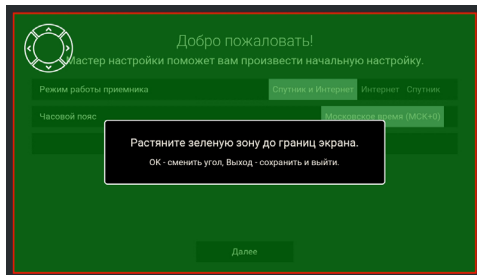 Добро пожаловать!
Мастер настройки поможет вам произвести начальную настройку.
Режим работы приемника Спутник и Интернет Интернет Спутник
Часовой пояс Московское время (МСК+0)
Растяните зеленую зону до границ экрана.
ОК - сменить угол, Выход - сохранить и выйти.
Далее